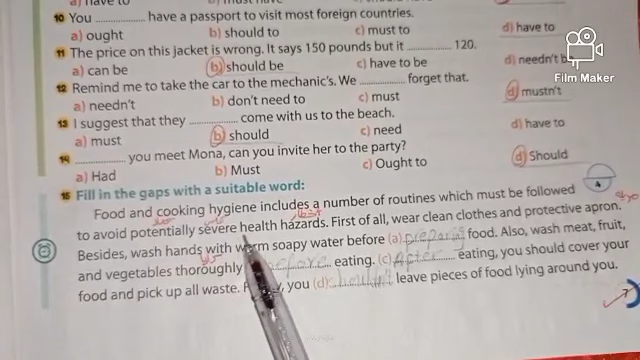 a) have to b) must have
10 You .............. have a passport to visit most foreign countries.
a) ought b) should to c) must to d) have to
11 The price on this jacket is wrong. It says 150 pounds but it .............. 120.
a) can be b) should be c) have to be d) needn't be
12 Remind me to take the car to the mechanic's. We .............. forget that.
a) needn't b) don't need to c) must d) mustn't
13 I suggest that they .............. come with us to the beach.
a) must b) should c) need d) have to
14 .............. you meet Mona, can you invite her to the party?
a) Had b) Must c) Ought to d) Should
15 Fill in the gaps with a suitable word:
4
Food and cooking hygiene includes a number of routines which must be followed
to avoid potentially severe health hazards. First of all, wear clean clothes and protective apron.
Besides, wash hands with warm soapy water before (a) preparing food. Also, wash meat, fruit,
and vegetables thoroughly before eating. (c) After eating, you should cover your
food and pick up all waste. you (d) shouldn't leave pieces of food lying around you.
Film Maker